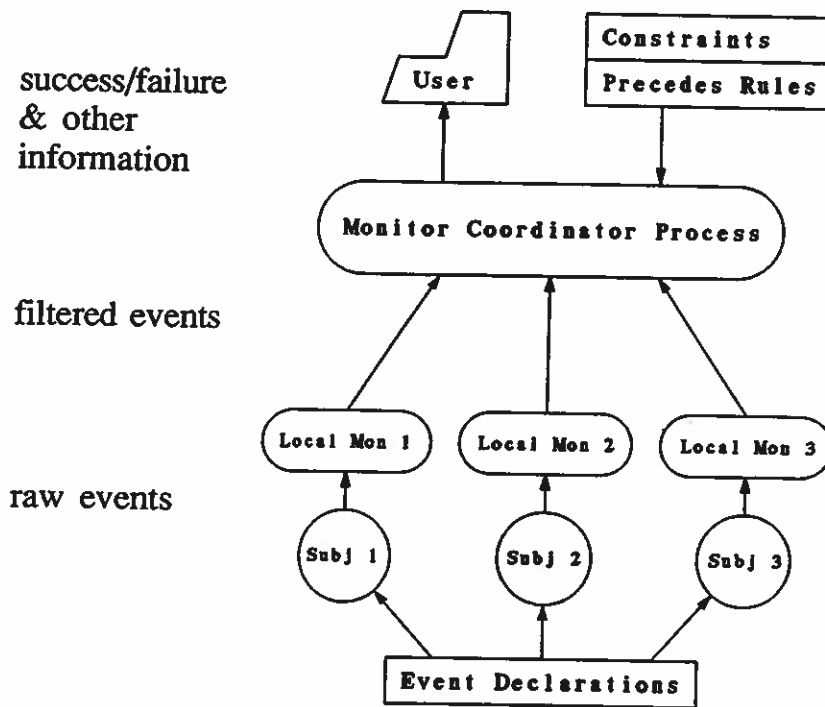 success/failure
& other
information
User
Constraints
Precedes Rules
Monitor Coordinator Process
filtered events
Local Mon 1
Local Mon 2
Local Mon 3
raw events
Subj 1
Subj 2
Subj 3
Event Declarations